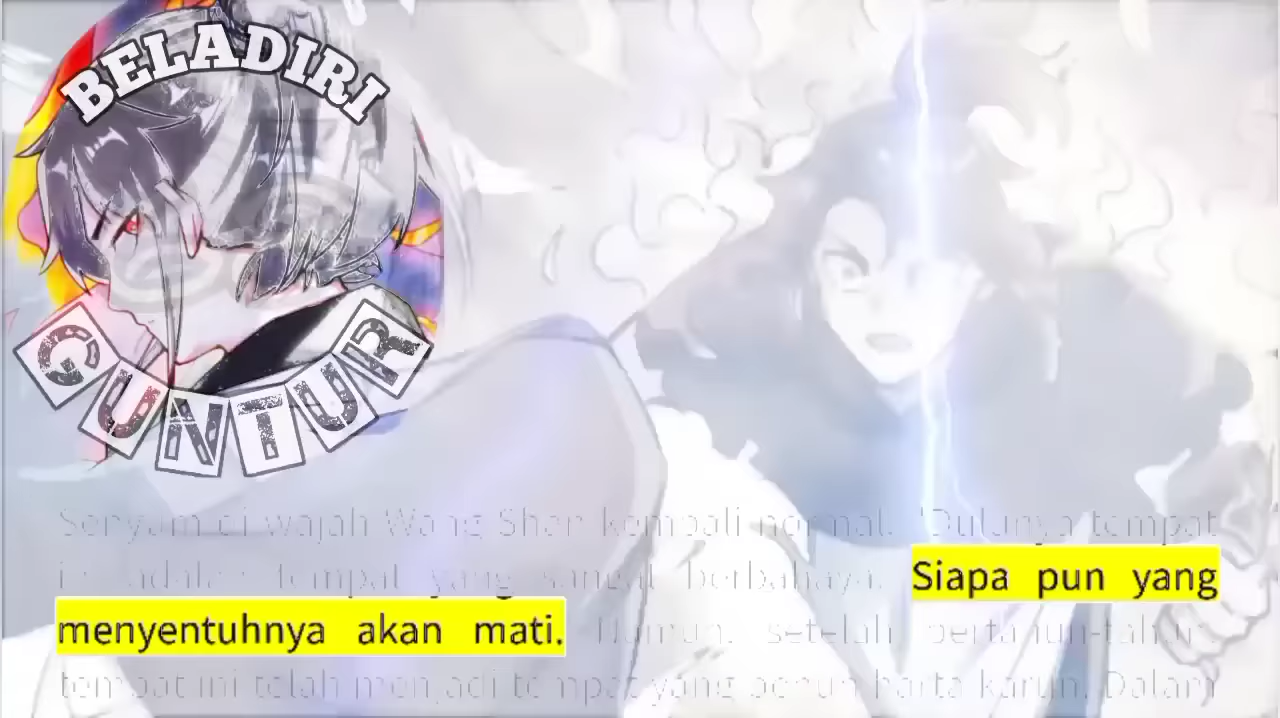 BELADIRI
GUNTUR
Senyum di wajah Wang Shan kembali normal. "Dulunya tempat
ini adalah tempat yang sangat berbahaya. Siapa pun yang
menyentuhnya akan mati. Namun, setelah bertahun-tahun,
tempat ini telah menjadi tempat yang penuh harta karun. Dalam